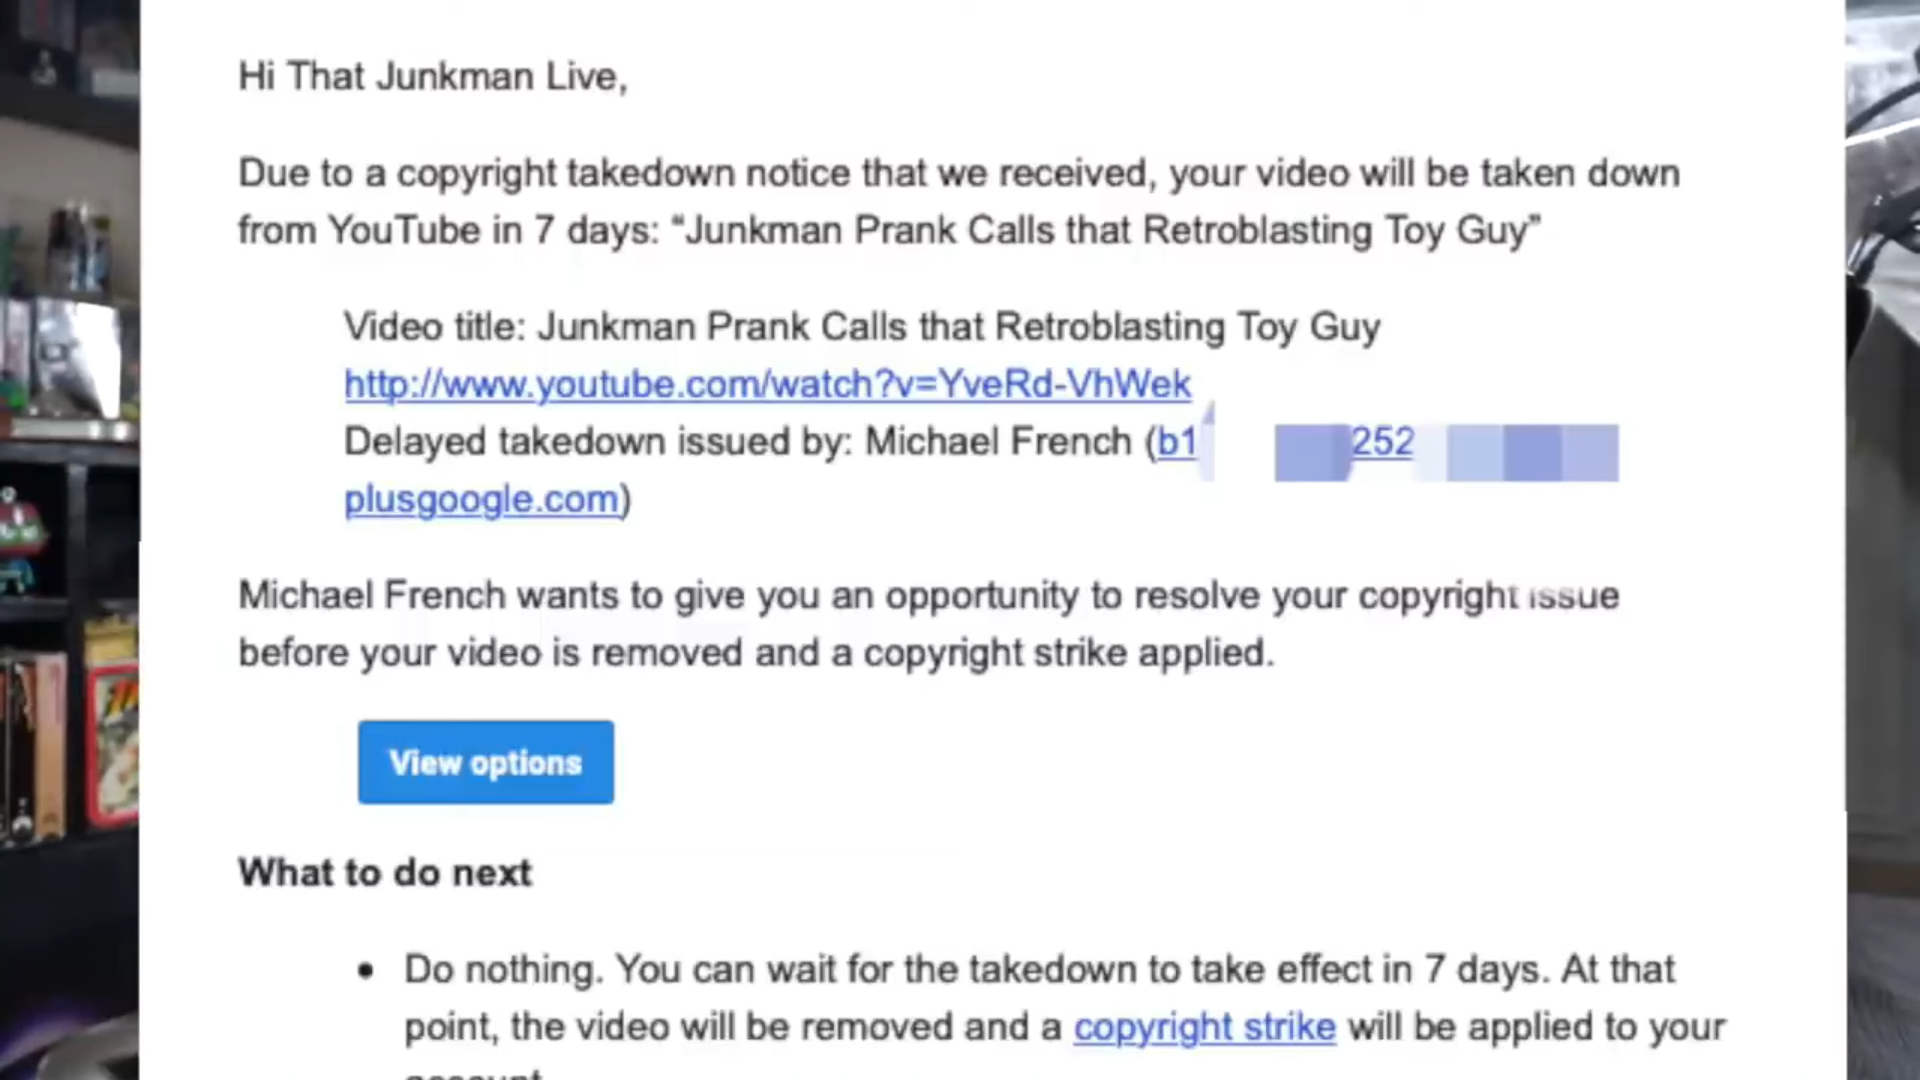 Hi That Junkman Live,
Due to a copyright takedown notice that we received, your video will be taken down
from YouTube in 7 days: “Junkman Prank Calls that Retroblasting Toy Guy”
Video title: Junkman Prank Calls that Retroblasting Toy Guy
http://www.youtube.com/watch?v=YveRd-VhWek
Delayed takedown issued by: Michael French (b1 252
plusgoogle.com)
Michael French wants to give you an opportunity to resolve your copyright issue
before your video is removed and a copyright strike applied.
View options
What to do next
• Do nothing. You can wait for the takedown to take effect in 7 days. At that
point, the video will be removed and a copyright strike will be applied to your